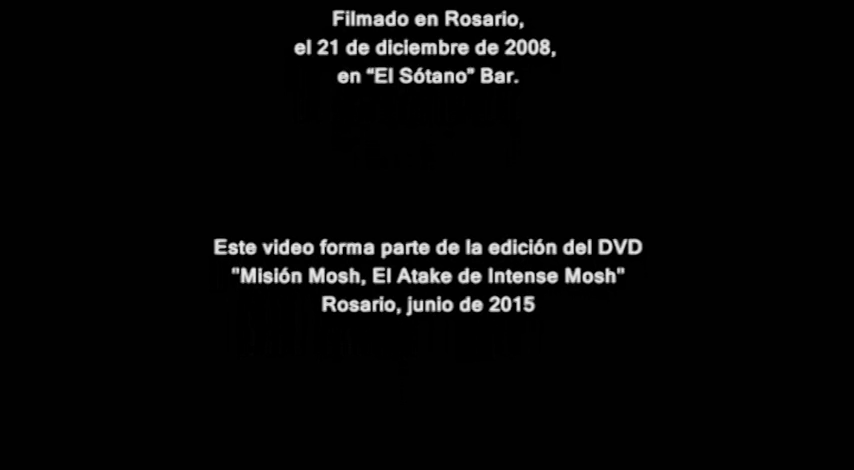 Filmado en Rosario,
el 21 de diciembre de 2008,
en “El Sótano” Bar.
Este video forma parte de la edición del DVD
"Misión Mosh, El Atake de Intense Mosh"
Rosario, junio de 2015